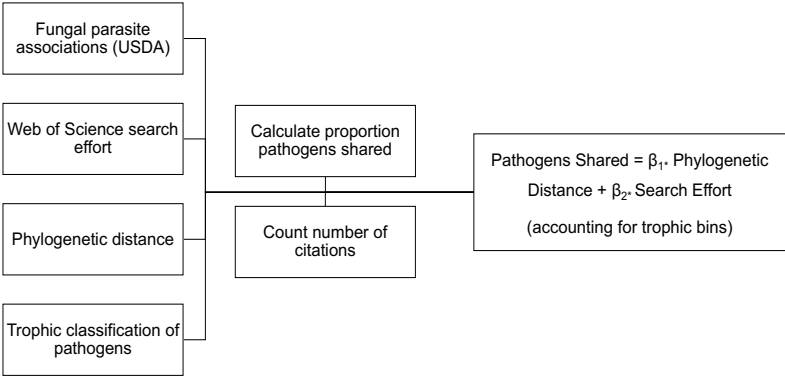 Fungal parasite
associations (USDA)
Web of Science search
effort
Phylogenetic distance
Trophic classification of
pathogens
Calculate proportion
pathogens shared
Count number of
citations
Pathogens Shared = β1* Phylogenetic
Distance + β2* Search Effort
(accounting for trophic bins)